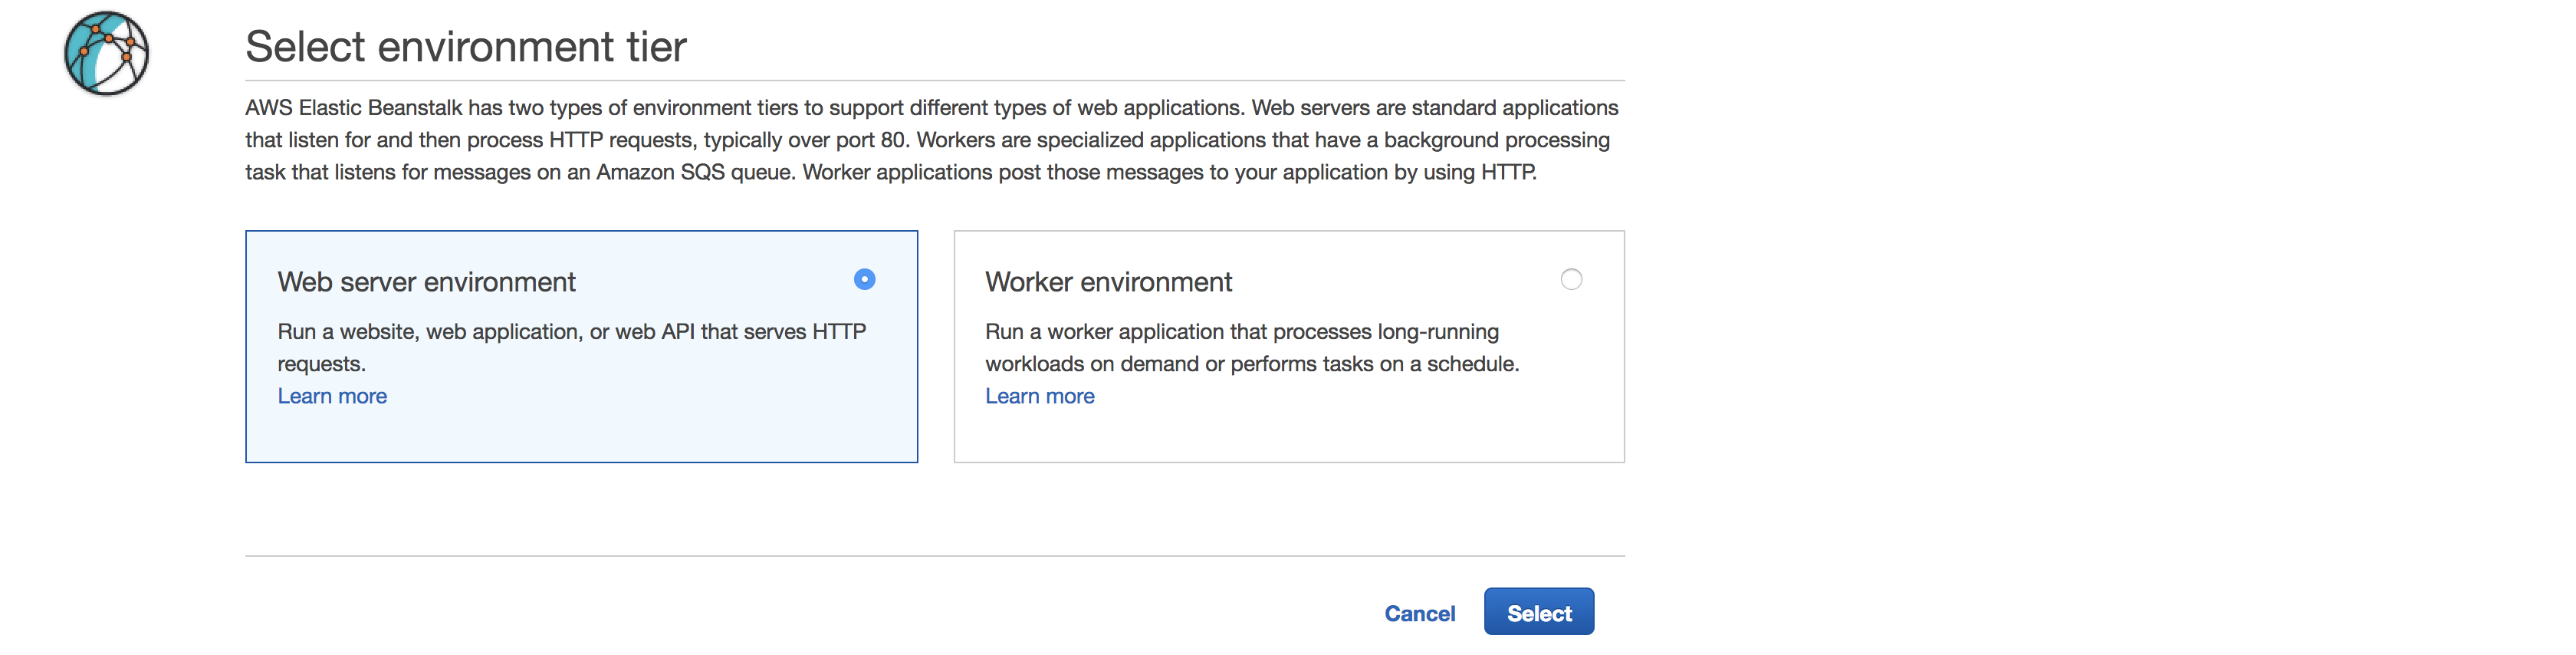 Select environment tier
AWS Elastic Beanstalk has two types of environment tiers to support different types of web applications. Web servers are standard applications
that listen for and then process HTTP requests, typically over port 80. Workers are specialized applications that have a background processing
task that listens for messages on an Amazon SQS queue. Worker applications post those messages to your application by using HTTP.
Web server environment
Run a website, web application, or web API that serves HTTP
requests.
Learn more
Worker environment
Run a worker application that processes long-running
workloads on demand or performs tasks on a schedule.
Learn more
Cancel
Select